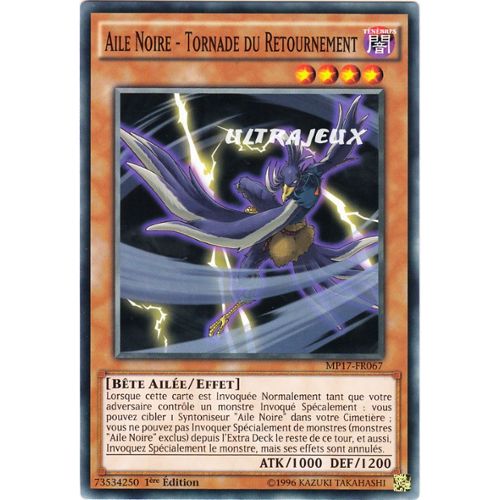 Aile Noire - Tornade du Retournement
TÉNÈBRES
闇
ULTRAJEUX
MP17-FR067
[Bête Ailée/Effet]
Lorsque cette carte est Invoquée Normalement tant que votre
adversaire contrôle un monstre Invoqué Spécialement : vous
pouvez cibler 1 Syntoniseur "Aile Noire" dans votre Cimetière ;
vous ne pouvez pas Invoquer Spécialement de monstres (monstres
"Aile Noire" exclus) depuis l'Extra Deck le reste de ce tour, et aussi,
Invoquez Spécialement le monstre, mais ses effets sont annulés.
ATK/1000 DEF/1200
73534250 1ère Édition ©1996 KAZUKI TAKAHASHI